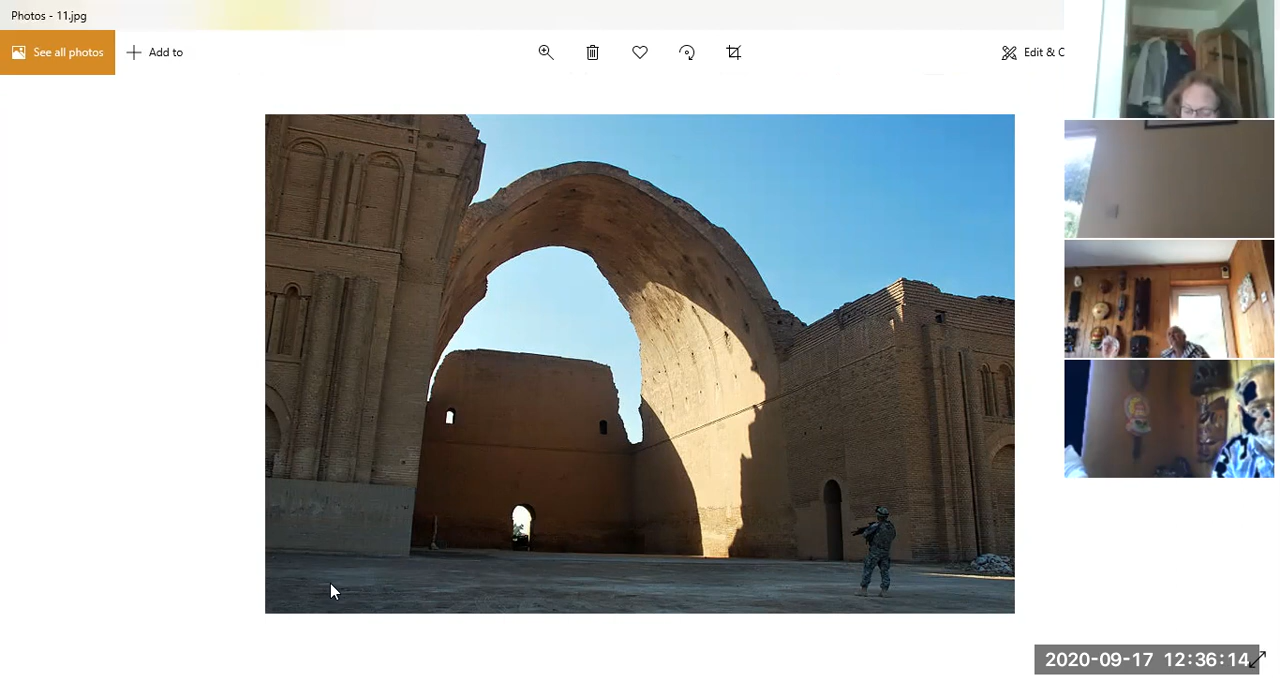 Photos - 11.jpg
See all photos
Add to
Edit & C
2020-09-17 12:36:14